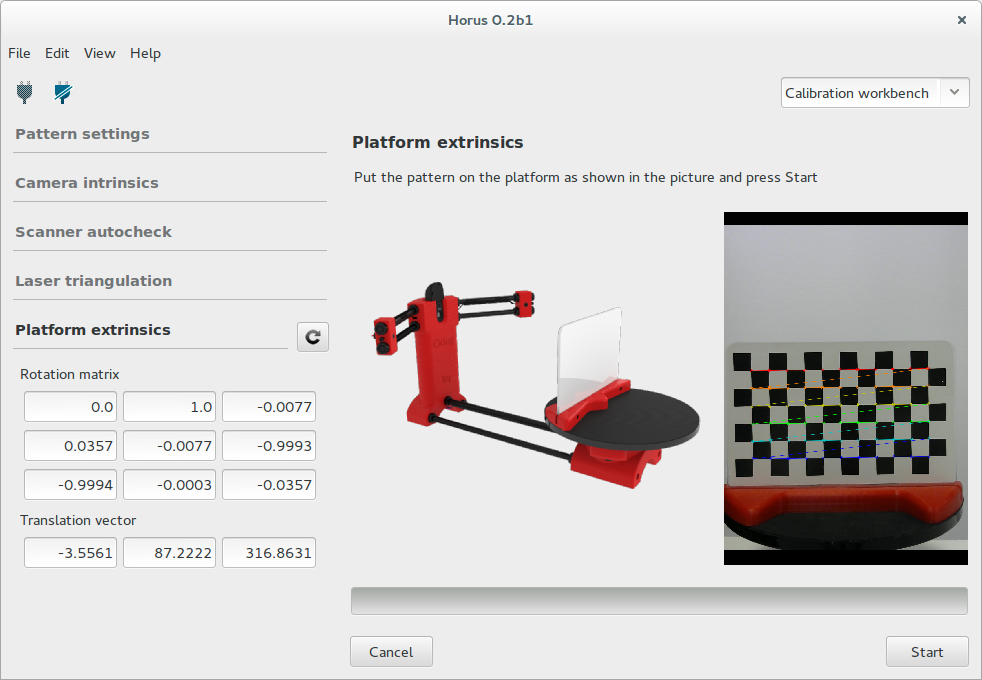 Horus 0.2b1
File Edit View Help
Calibration workbench
Pattern settings
Camera intrinsics
Scanner autocheck
Laser triangulation
Platform extrinsics
Rotation matrix
0.0 1.0 -0.0077
0.0357 -0.0077 -0.9993
-0.9994 -0.0003 -0.0357
Translation vector
-3.5561 87.2222 316.8631
Platform extrinsics
Put the pattern on the platform as shown in the picture and press Start
Cancel
Start